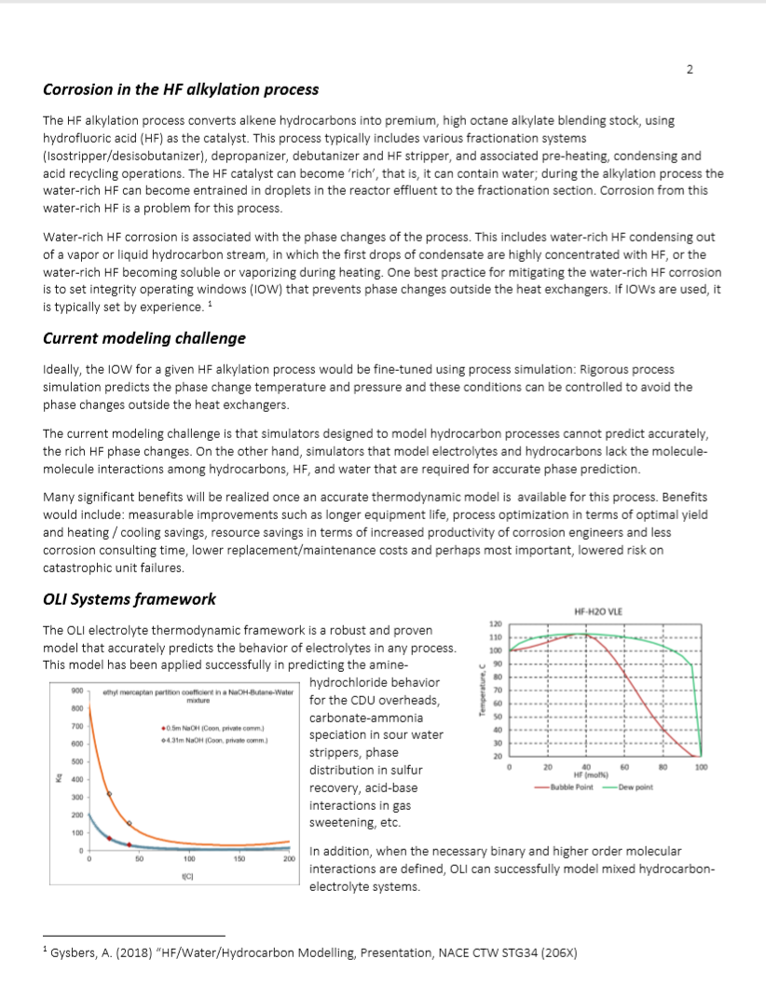 2
Corrosion in the HF alkylation process
The HF alkylation process converts alkene hydrocarbons into premium, high octane alkylate blending stock, using
hydrofluoric acid (HF) as the catalyst. This process typically includes various fractionation systems
(Isostripper/desisobutanizer), depropanizer, debutanizer and HF stripper, and associated pre-heating, condensing and
acid recycling operations. The HF catalyst can become ‘rich’, that is, it can contain water; during the alkylation process the
water-rich HF can become entrained in droplets in the reactor effluent to the fractionation section. Corrosion from this
water-rich HF is a problem for this process.
Water-rich HF corrosion is associated with the phase changes of the process. This includes water-rich HF condensing out
of a vapor or liquid hydrocarbon stream, in which the first drops of condensate are highly concentrated with HF, or the
water-rich HF becoming soluble or vaporizing during heating. One best practice for mitigating the water-rich HF corrosion
is to set integrity operating windows (IOW) that prevents phase changes outside the heat exchangers. If IOWs are used, it
is typically set by experience. 1
Current modeling challenge
Ideally, the IOW for a given HF alkylation process would be fine-tuned using process simulation: Rigorous process
simulation predicts the phase change temperature and pressure and these conditions can be controlled to avoid the
phase changes outside the heat exchangers.
The current modeling challenge is that simulators designed to model hydrocarbon processes cannot predict accurately,
the rich HF phase changes. On the other hand, simulators that model electrolytes and hydrocarbons lack the molecule-
molecule interactions among hydrocarbons, HF, and water that are required for accurate phase prediction.
Many significant benefits will be realized once an accurate thermodynamic model is available for this process. Benefits
would include: measurable improvements such as longer equipment life, process optimization in terms of optimal yield
and heating / cooling savings, resource savings in terms of increased productivity of corrosion engineers and less
corrosion consulting time, lower replacement/maintenance costs and perhaps most important, lowered risk on
catastrophic unit failures.
OLI Systems framework
The OLI electrolyte thermodynamic framework is a robust and proven
model that accurately predicts the behavior of electrolytes in any process.
This model has been applied successfully in predicting the amine-
hydrochloride behavior
for the CDU overheads,
carbonate-ammonia
speciation in sour water
strippers, phase
distribution in sulfur
recovery, acid-base
interactions in gas
sweetening, etc.
In addition, when the necessary binary and higher order molecular
interactions are defined, OLI can successfully model mixed hydrocarbon-
electrolyte systems.
HF-H2O VLE
Temperature, C
120
110
100
90
80
70
60
50
40
30
20
0 20 40 60 80 100
HF (mol%)
Bubble Point Dew point
ethyl mercaptan partition coefficient in a NaOH-Butane-Water
mixture
0.5m NaOH (Coon, private comm.)
4.31m NaOH (Coon, private comm.)
Kq
900
800
700
600
500
400
300
200
100
0
0 50 100 150 200
t[C]
1 Gysbers, A. (2018) “HF/Water/Hydrocarbon Modelling, Presentation, NACE CTW STG34 (206X)